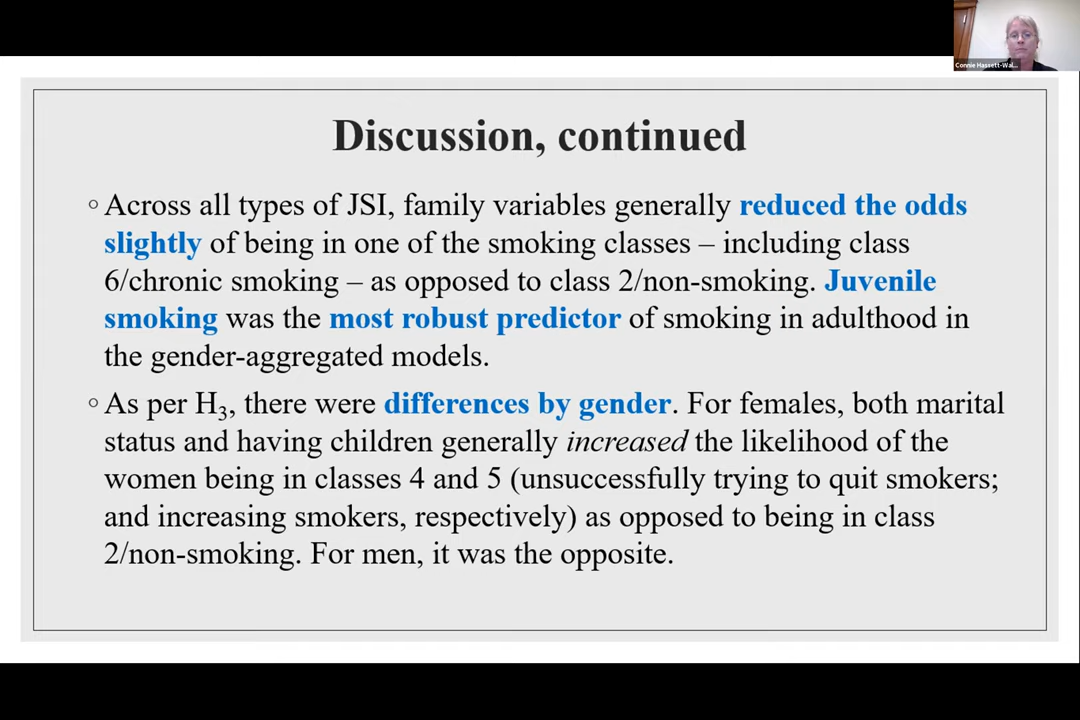 Connie Hassett-Wal...
Discussion, continued
◦ Across all types of JSI, family variables generally reduced the odds
slightly of being in one of the smoking classes – including class
6/chronic smoking – as opposed to class 2/non-smoking. Juvenile
smoking was the most robust predictor of smoking in adulthood in
the gender-aggregated models.
◦ As per H₃, there were differences by gender. For females, both marital
status and having children generally increased the likelihood of the
women being in classes 4 and 5 (unsuccessfully trying to quit smokers;
and increasing smokers, respectively) as opposed to being in class
2/non-smoking. For men, it was the opposite.